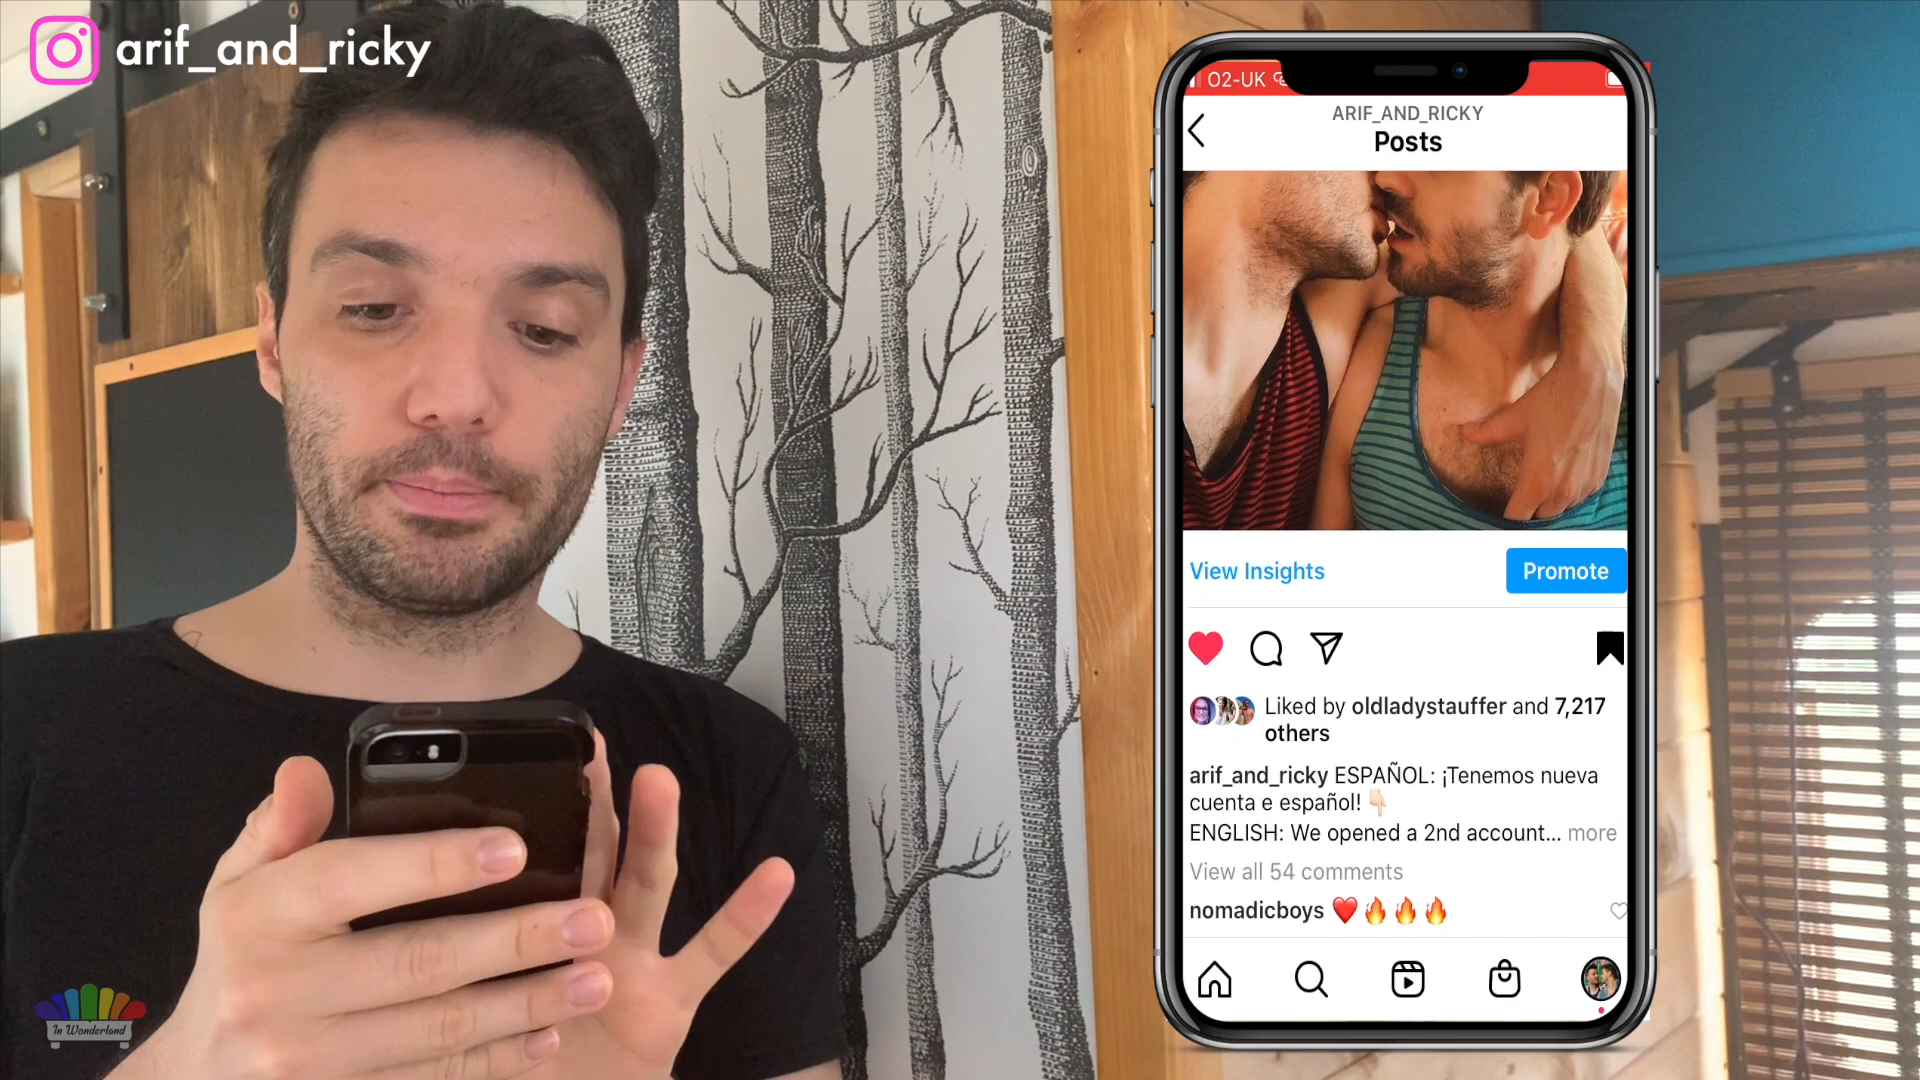 arif_and_ricky
O2-UK
ARIF_AND_RICKY
Posts
View Insights
Promote
Liked by oldladystauffer and 7,217
others
arif_and_ricky ESPAÑOL: ¡Tenemos nueva
cuenta e español! 👇🏻
ENGLISH: We opened a 2nd account... more
View all 54 comments
nomadicboys ❤️🔥🔥🔥
In Wonderland